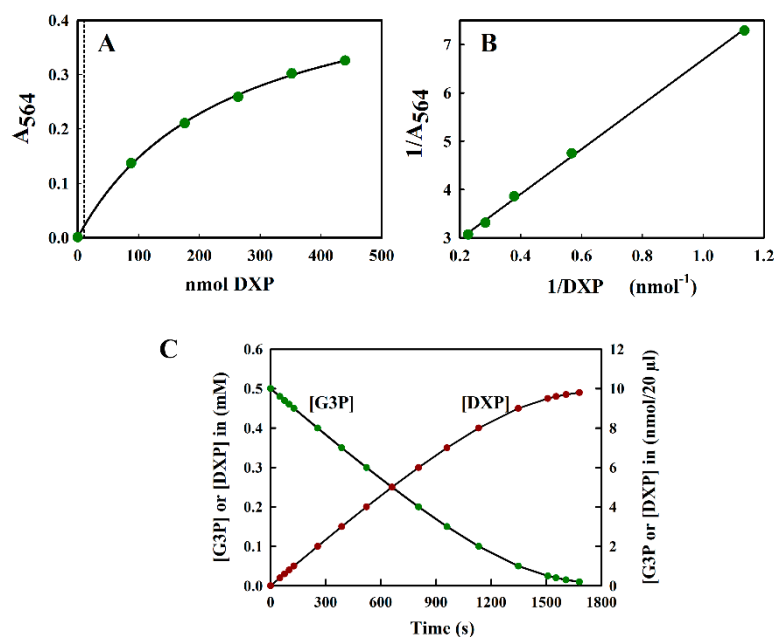 A
A564
0.4
0.3
0.2
0.1
0.0
0 100 200 300 400 500
nmol DXP
B
1/A564
7
6
5
4
3
0.2 0.4 0.6 0.8 1.0 1.2
1/DXP (nmol⁻¹)
C
[G3P] or [DXP] in (mM)
0.6
0.5
0.4
0.3
0.2
0.1
0.0
[G3P]
[DXP]
12
10
8
6
4
2
0
[G3P or [DXP] in (nmol/20 µl)
0 300 600 900 1200 1500 1800
Time (s)